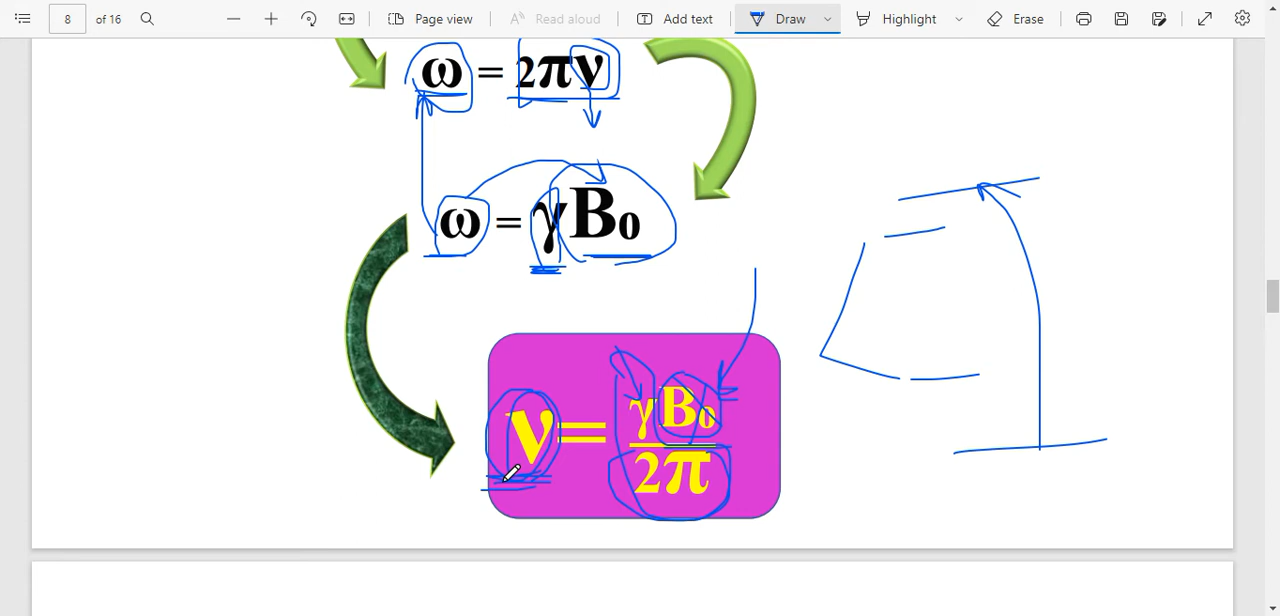 8 of 16 Page view Read aloud Add text Draw Highlight Erase
ω = 2πν
ω = γB₀
ν = γB₀
2π